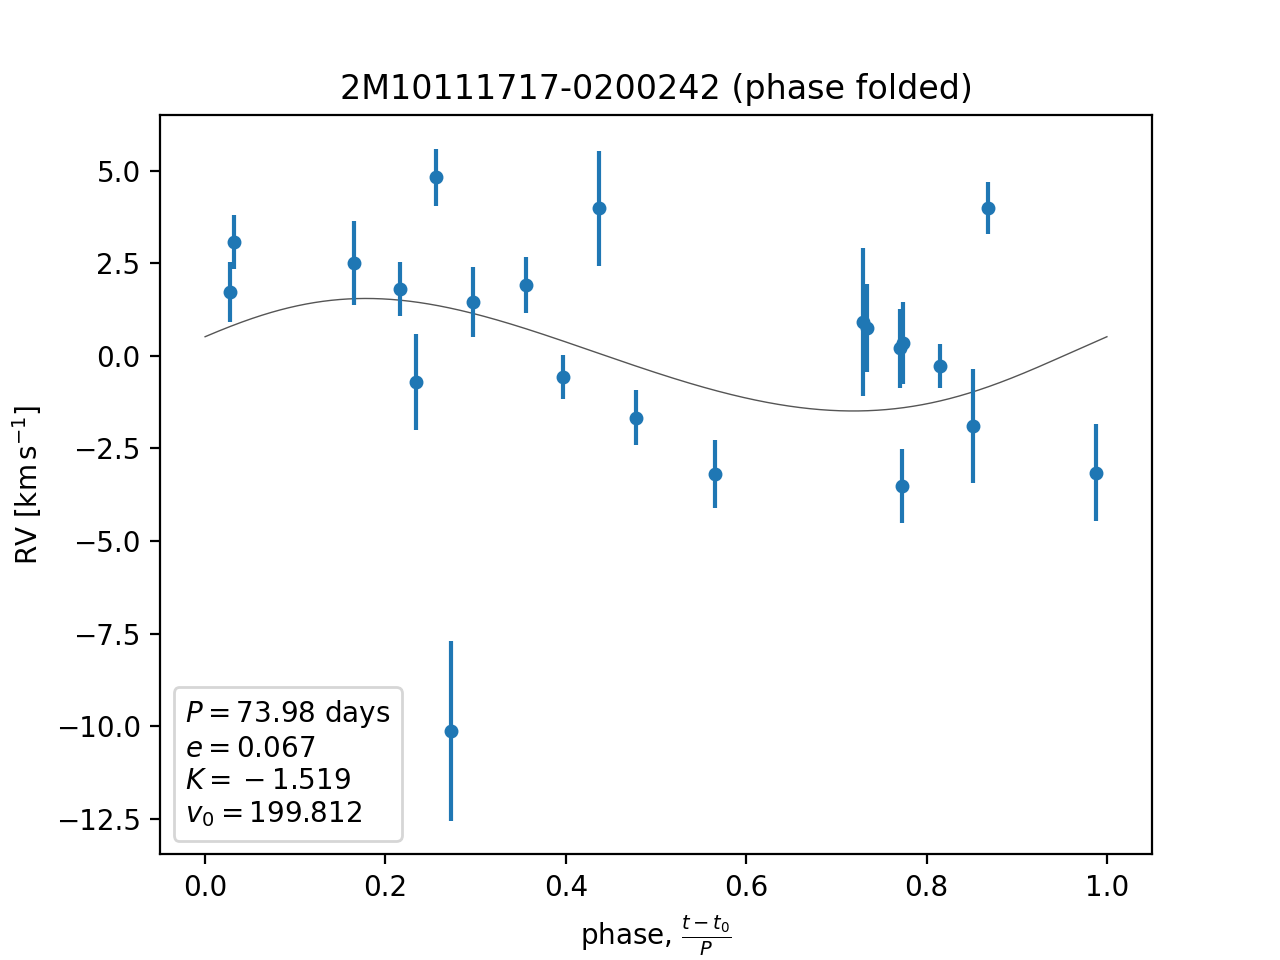 2M10111717-0200242 (phase folded)
RV [km s⁻¹]
5.0
2.5
0.0
−2.5
−5.0
−7.5
−10.0
−12.5
P = 73.98 days
e = 0.067
K = −1.519
v₀ = 199.812
0.0 0.2 0.4 0.6 0.8 1.0
phase, (t − t₀)/P